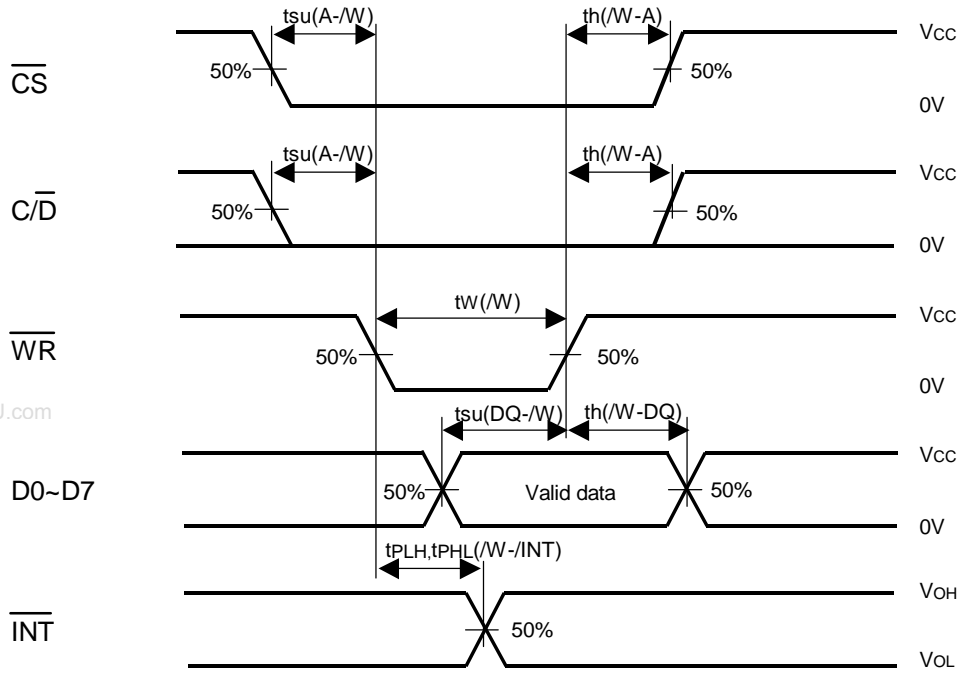 tsu(A-/W) th(/W-A) VCC
CS 50% 50%
0V
tsu(A-/W) th(/W-A) VCC
C/D 50% 50%
0V
tW(/W) VCC
WR 50% 50%
0V
J.com
tsu(DQ-/W) th(/W-DQ) VCC
D0~D7 50% Valid data 50%
0V
tPLH,tPHL(/W-/INT)
VOH
INT 50%
VOL